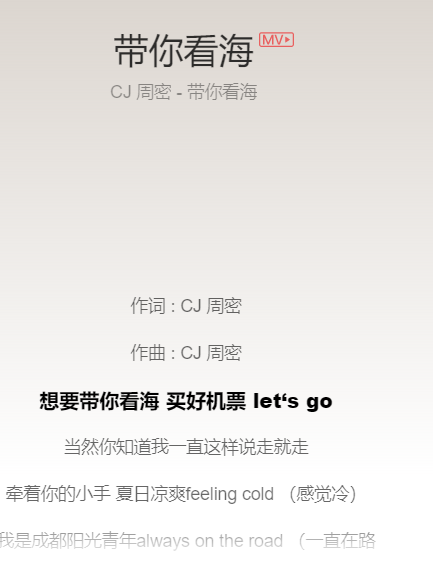 带你看海 MV
CJ 周密 - 带你看海
作词 : CJ 周密
作曲 : CJ 周密
想要带你看海 买好机票 let‘s go
当然你知道我一直这样说走就走
牵着你的小手 夏日凉爽feeling cold （感觉冷）
我是成都阳光青年always on the road （一直在路